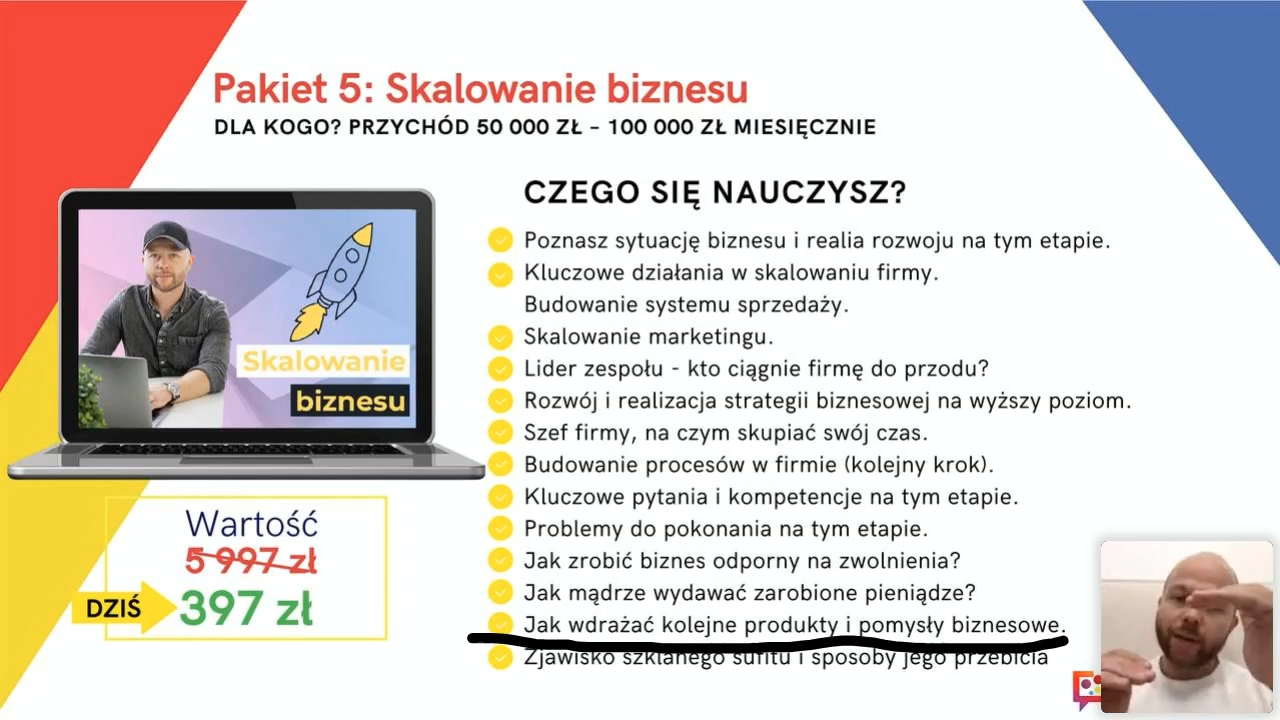 Pakiet 5: Skalowanie biznesu
DLA KOGO? PRZYCHÓD 50 000 ZŁ – 100 000 ZŁ MIESIĘCZNIE
CZEGO SIĘ NAUCZYSZ?
Poznasz sytuację biznesu i realia rozwoju na tym etapie.
Kluczowe działania w skalowaniu firmy.
Budowanie systemu sprzedaży.
Skalowanie marketingu.
Lider zespołu - kto ciągnie firmę do przodu?
Rozwój i realizacja strategii biznesowej na wyższy poziom.
Szef firmy, na czym skupiać swój czas.
Budowanie procesów w firmie (kolejny krok).
Kluczowe pytania i kompetencje na tym etapie.
Problemy do pokonania na tym etapie.
Jak zrobić biznes odporny na zwolnienia?
Jak mądrze wydawać zarobione pieniądze?
Jak wdrażać kolejne produkty i pomysły biznesowe.
Zjawisko szklanego sufitu i sposoby jego przebicia
Skalowanie
biznesu
Wartość
5 997 zł
DZIŚ 397 zł